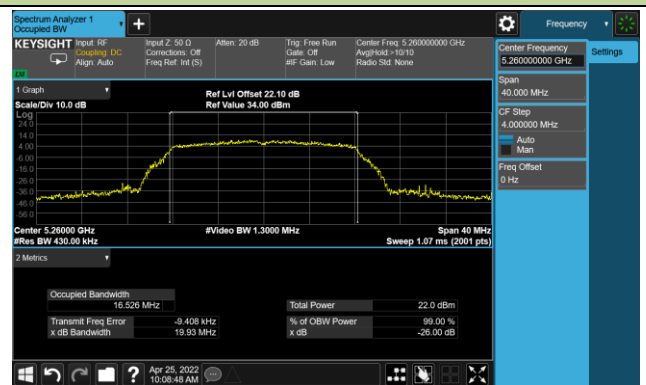 Spectrum Analyzer 1
Occupied BW
+
Frequency
KEYSIGHT
Input: RF
Coupling: DC
Align: Auto
Input Z: 50 Ω
Corrections: Off
Freq Ref: Int (S)
Atten: 20 dB
Trig: Free Run
Gate: Off
#IF Gain: Low
Center Freq: 5.260000000 GHz
Avg|Hold:>10/10
Radio Std: None
Center Frequency
5.260000000 GHz
Settings
Span
40.000 MHz
CF Step
4.000000 MHz
Auto
Man
Freq Offset
0 Hz
1 Graph
Scale/Div 10.0 dB
Ref Lvl Offset 22.10 dB
Ref Value 34.00 dBm
Log
24.0
14.0
4.00
-6.00
-16.0
-26.0
-36.0
-46.0
-56.0
Center 5.26000 GHz
#Res BW 430.00 kHz
#Video BW 1.3000 MHz
Span 40 MHz
Sweep 1.07 ms (2001 pts)
2 Metrics
Occupied Bandwidth
16.526 MHz
Total Power 22.0 dBm
Transmit Freq Error -9.408 kHz
% of OBW Power 99.00 %
x dB Bandwidth 19.93 MHz
x dB -26.00 dB
?
Apr 25, 2022
10:08:48 AM